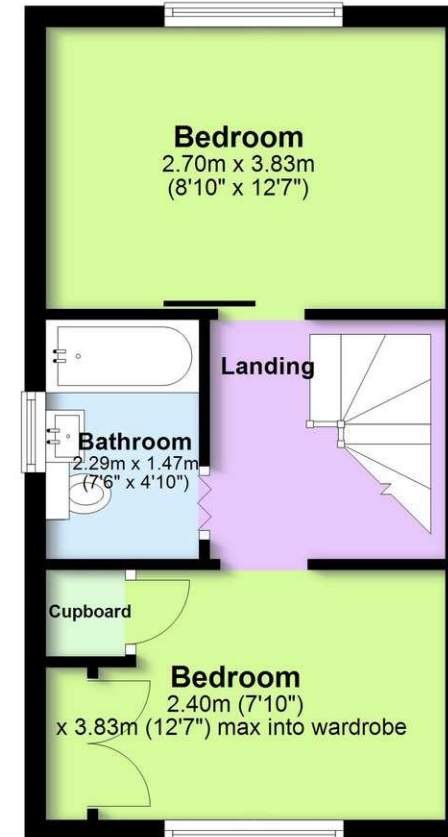 Bedroom
2.70m x 3.83m
(8'10" x 12'7")
Landing
Bathroom
2.29m x 1.47m
(7'6" x 4'10")
Cupboard
Bedroom
2.40m (7'10")
x 3.83m (12'7") max into wardrobe